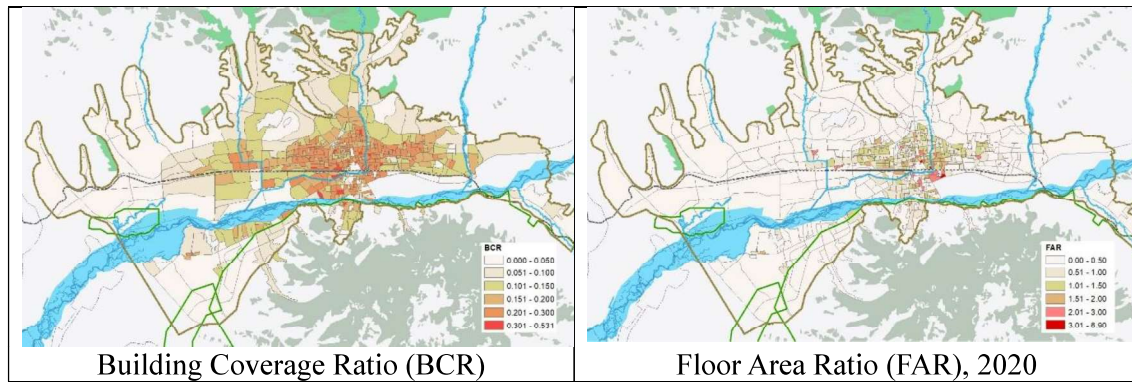 BCR
0.000 - 0.050
0.051 - 0.100
0.101 - 0.150
0.151 - 0.200
0.201 - 0.300
0.301 - 0.531
Building Coverage Ratio (BCR)
FAR
0.00 - 0.50
0.51 - 1.00
1.01 - 1.50
1.51 - 2.00
2.01 - 3.00
3.01 - 6.90
Floor Area Ratio (FAR), 2020